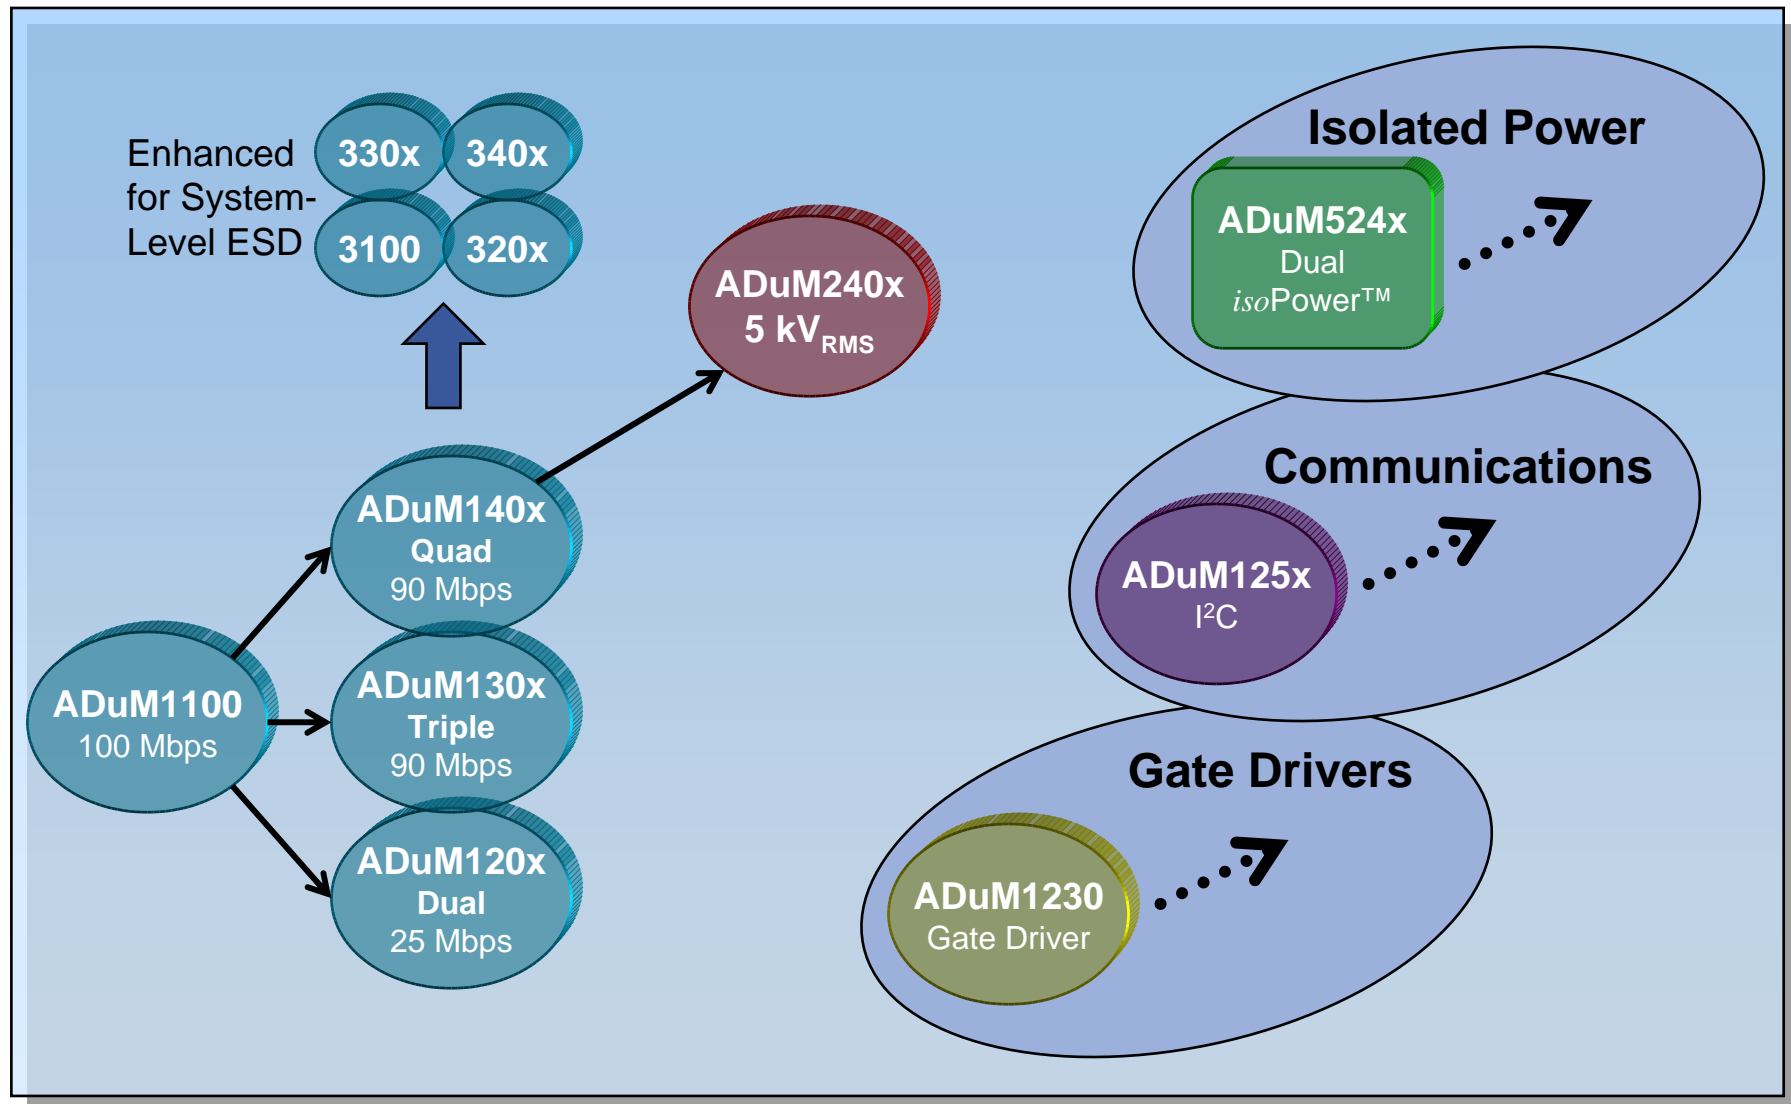 Enhanced
for System-
Level ESD
330x
340x
3100
320x
ADuM240x
5 kVRMS
ADuM140x
Quad
90 Mbps
ADuM1100
100 Mbps
ADuM130x
Triple
90 Mbps
ADuM120x
Dual
25 Mbps
Isolated Power
ADuM524x
Dual
isoPower™
Communications
ADuM125x
I²C
Gate Drivers
ADuM1230
Gate Driver